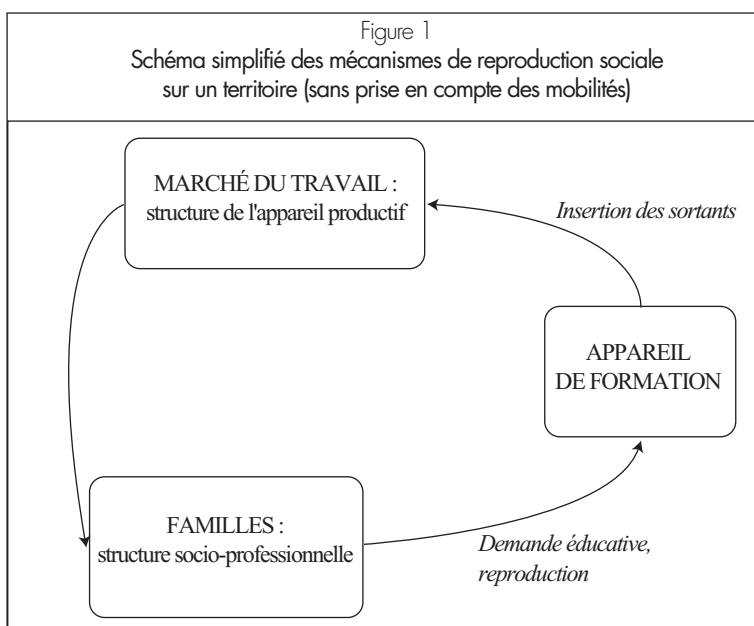 Figure 1
Schéma simplifié des mécanismes de reproduction sociale
sur un territoire (sans prise en compte des mobilités)
MARCHÉ DU TRAVAIL :
structure de l'appareil productif
Insertion des sortants
APPAREIL
DE FORMATION
FAMILLES :
structure socio-professionnelle
Demande éducative,
reproduction